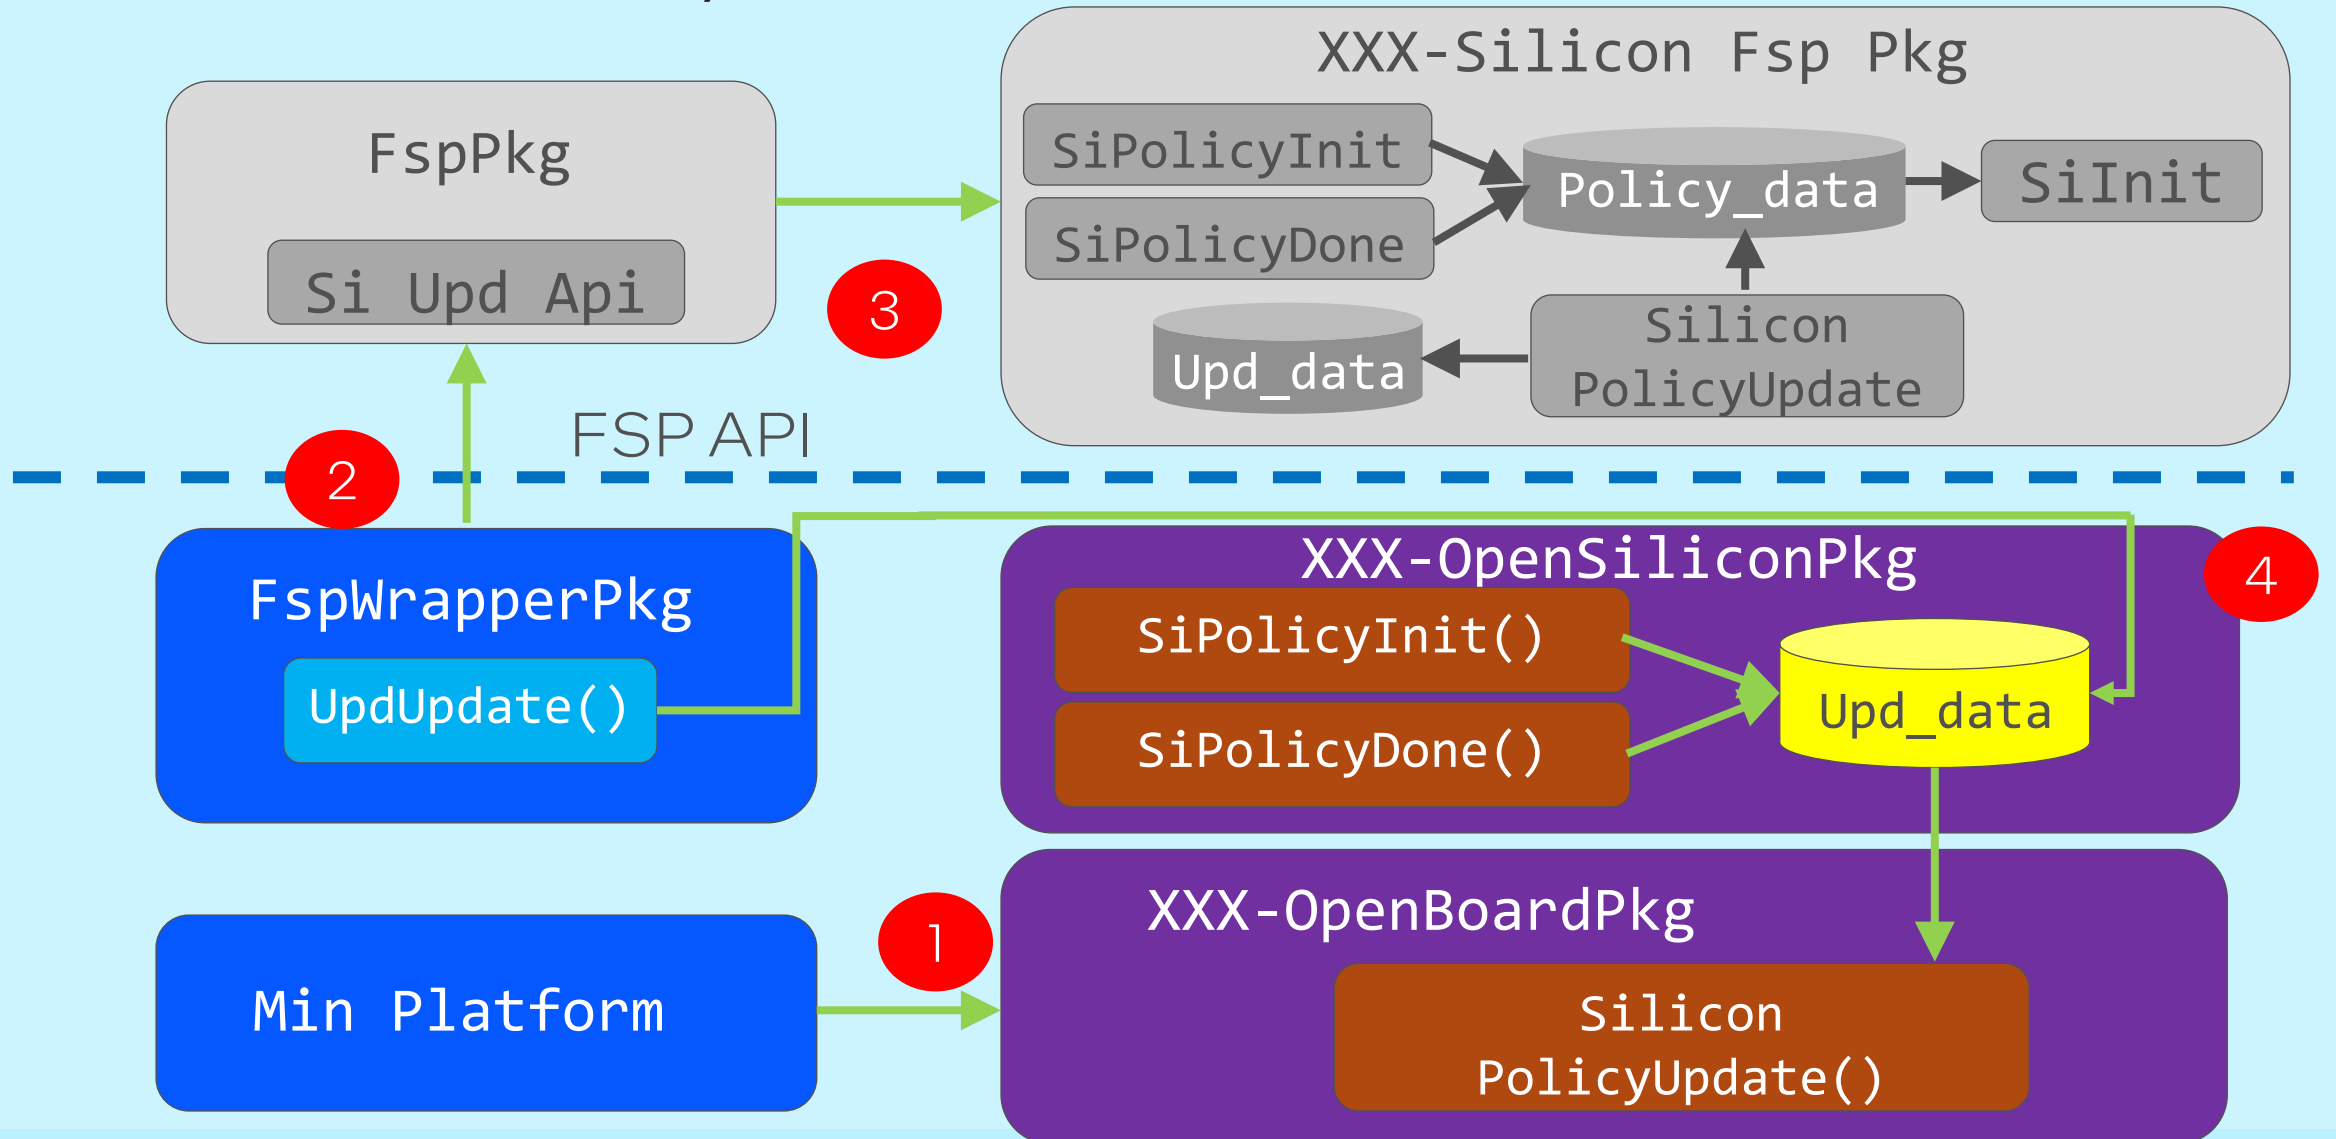 XXX-Silicon Fsp Pkg
FspPkg
Si Upd Api
SiPolicyInit
SiPolicyDone
Policy_data
SiInit
3
Upd_data
Silicon
PolicyUpdate
FSP API
2
FspWrapperPkg
UpdUpdate()
XXX-OpenSiliconPkg
4
SiPolicyInit()
SiPolicyDone()
Upd_data
1
Min Platform
XXX-OpenBoardPkg
Silicon
PolicyUpdate()